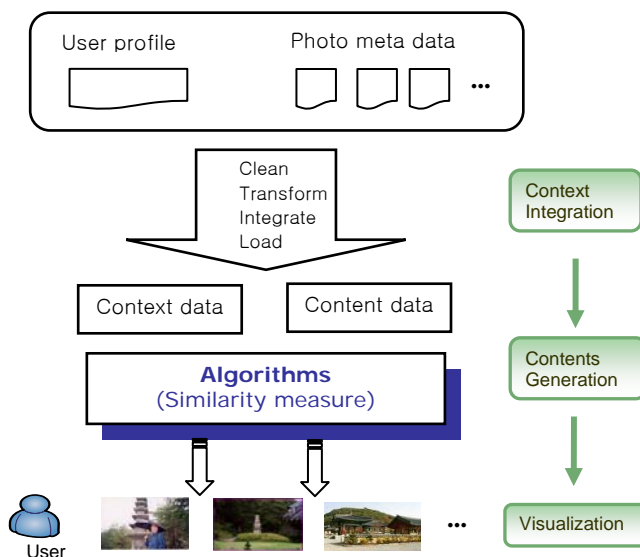 User profile
Photo meta data
...
Clean
Transform
Integrate
Load
Context
Integration
Context data
Content data
Algorithms
(Similarity measure)
Contents
Generation
...
Visualization
User